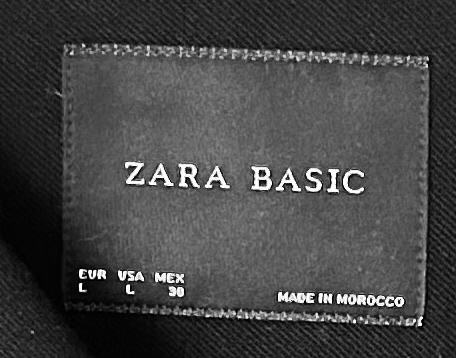 ZARA BASIC
EUR USA MEX
L L 30
MADE IN MOROCCO